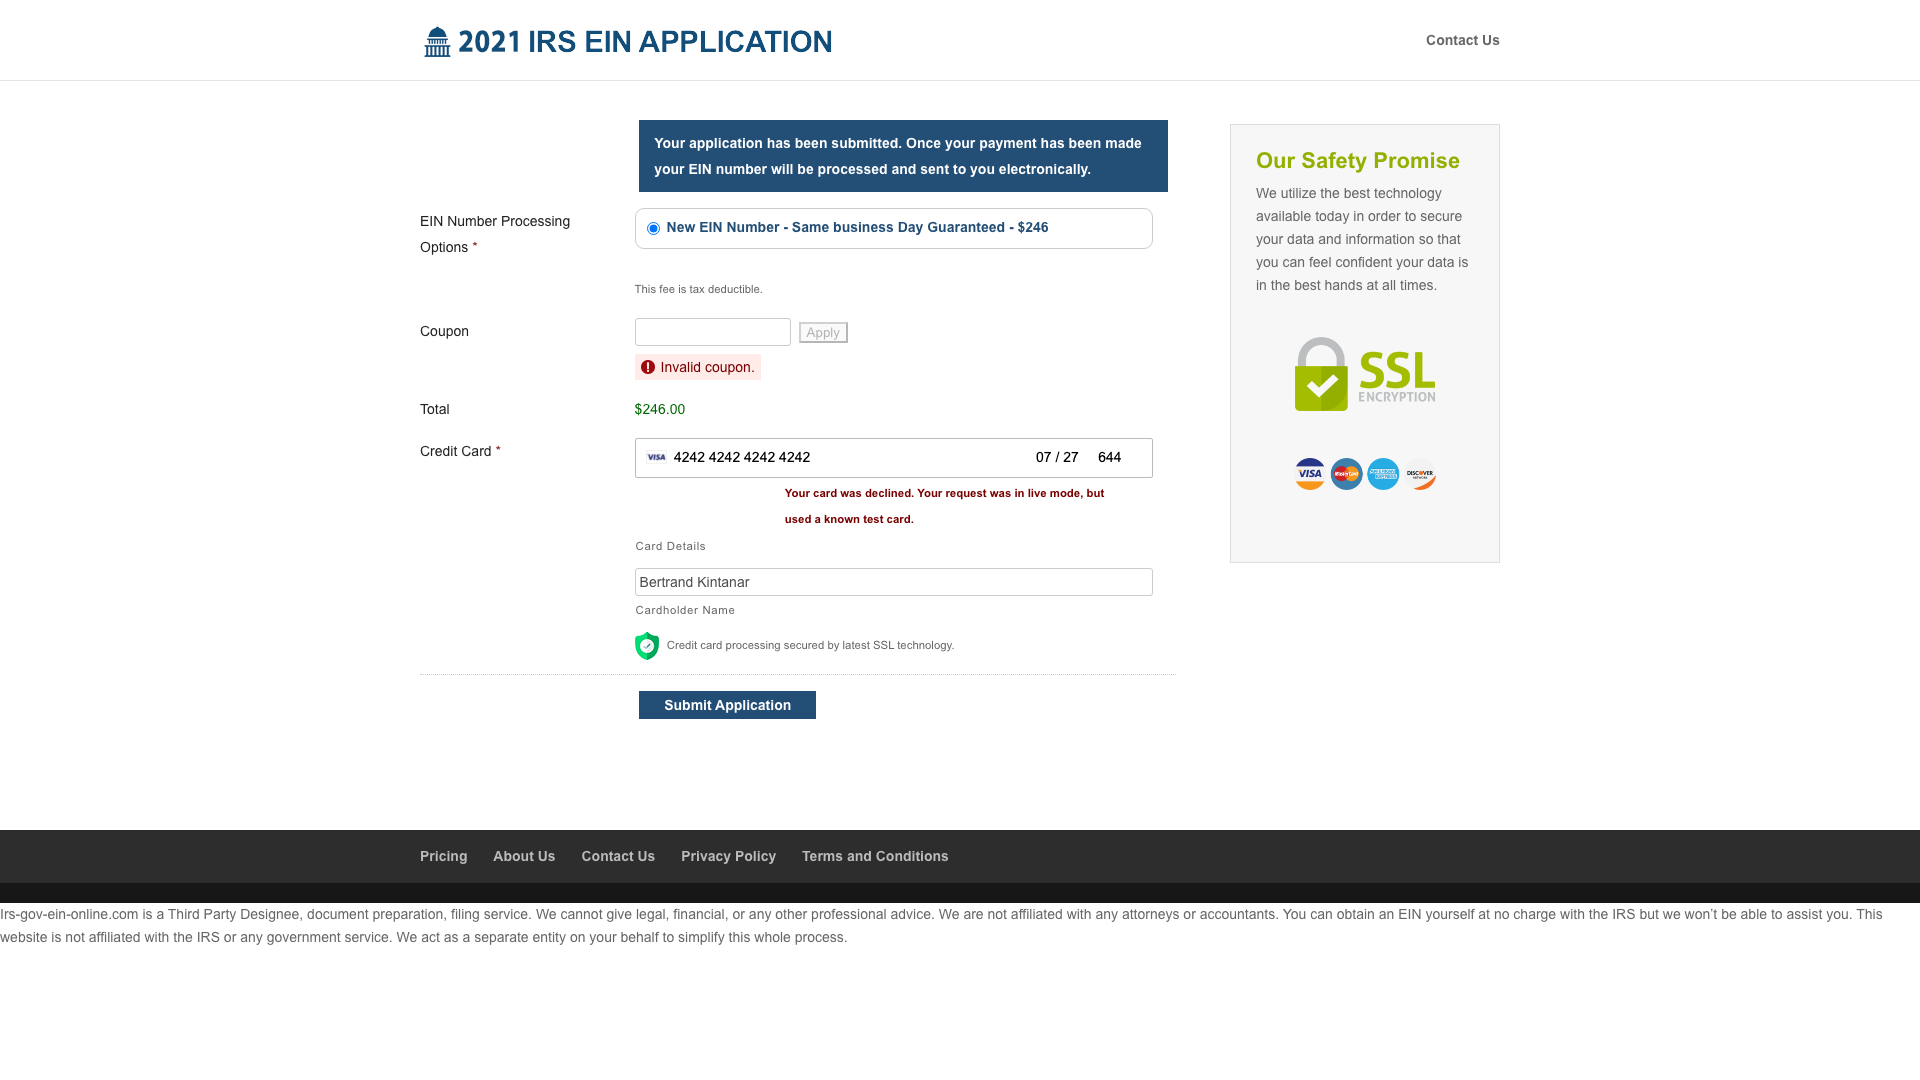 2021 IRS EIN APPLICATION
Contact Us
Your application has been submitted. Once your payment has been made
your EIN number will be processed and sent to you electronically.
EIN Number Processing
Options *
New EIN Number - Same business Day Guaranteed - $246
This fee is tax deductible.
Coupon
Apply
Invalid coupon.
Total
$246.00
Credit Card *
VISA
4242 4242 4242 4242
07 / 27
644
Your card was declined. Your request was in live mode, but
used a known test card.
Card Details
Bertrand Kintanar
Cardholder Name
Credit card processing secured by latest SSL technology.
Submit Application
Our Safety Promise
We utilize the best technology
available today in order to secure
your data and information so that
you can feel confident your data is
in the best hands at all times.
SSL
ENCRYPTION
VISA
MasterCard
AMERICAN
EXPRESS
DISCOVER
NETWORK
Pricing
About Us
Contact Us
Privacy Policy
Terms and Conditions
Irs-gov-ein-online.com is a Third Party Designee, document preparation, filing service. We cannot give legal, financial, or any other professional advice. We are not affiliated with any attorneys or accountants. You can obtain an EIN yourself at no charge with the IRS but we won’t be able to assist you. This
website is not affiliated with the IRS or any government service. We act as a separate entity on your behalf to simplify this whole process.